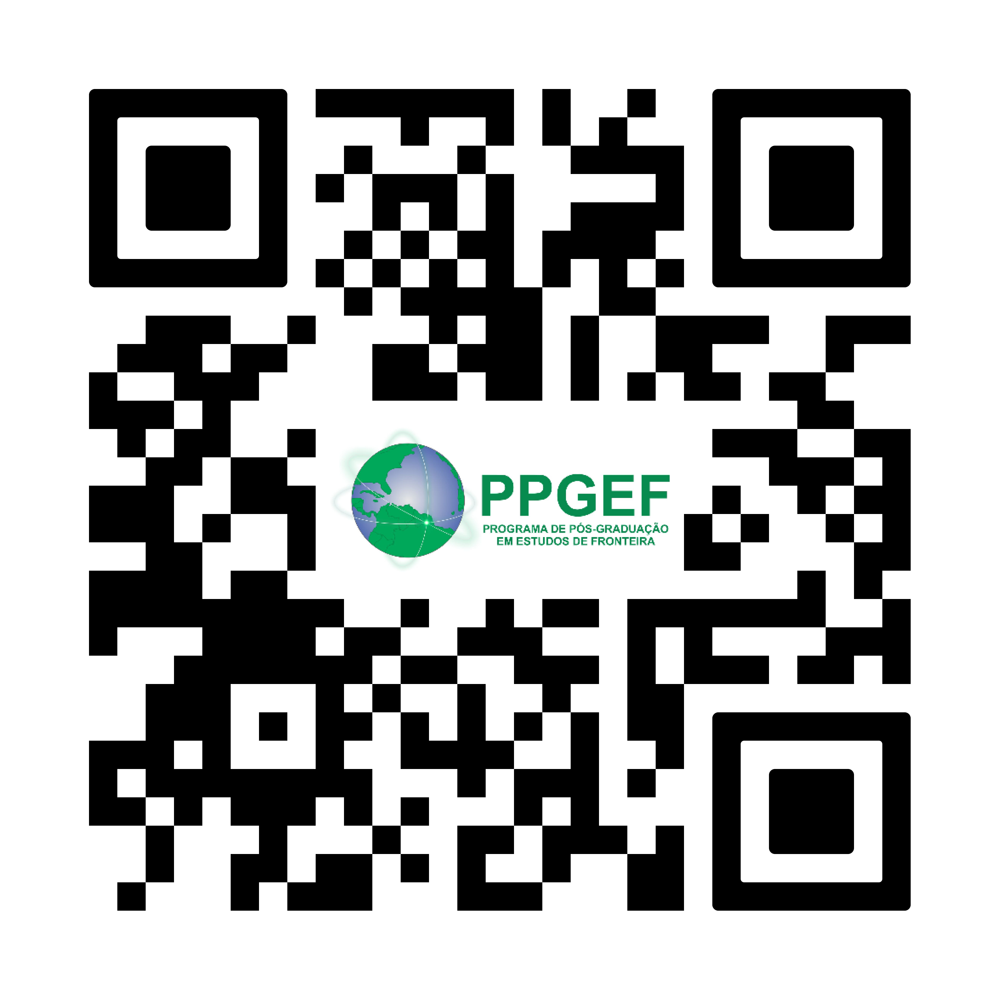 PPGEF
PROGRAMA DE PÓS-GRADUAÇÃO
EM ESTUDOS DE FRONTEIRA